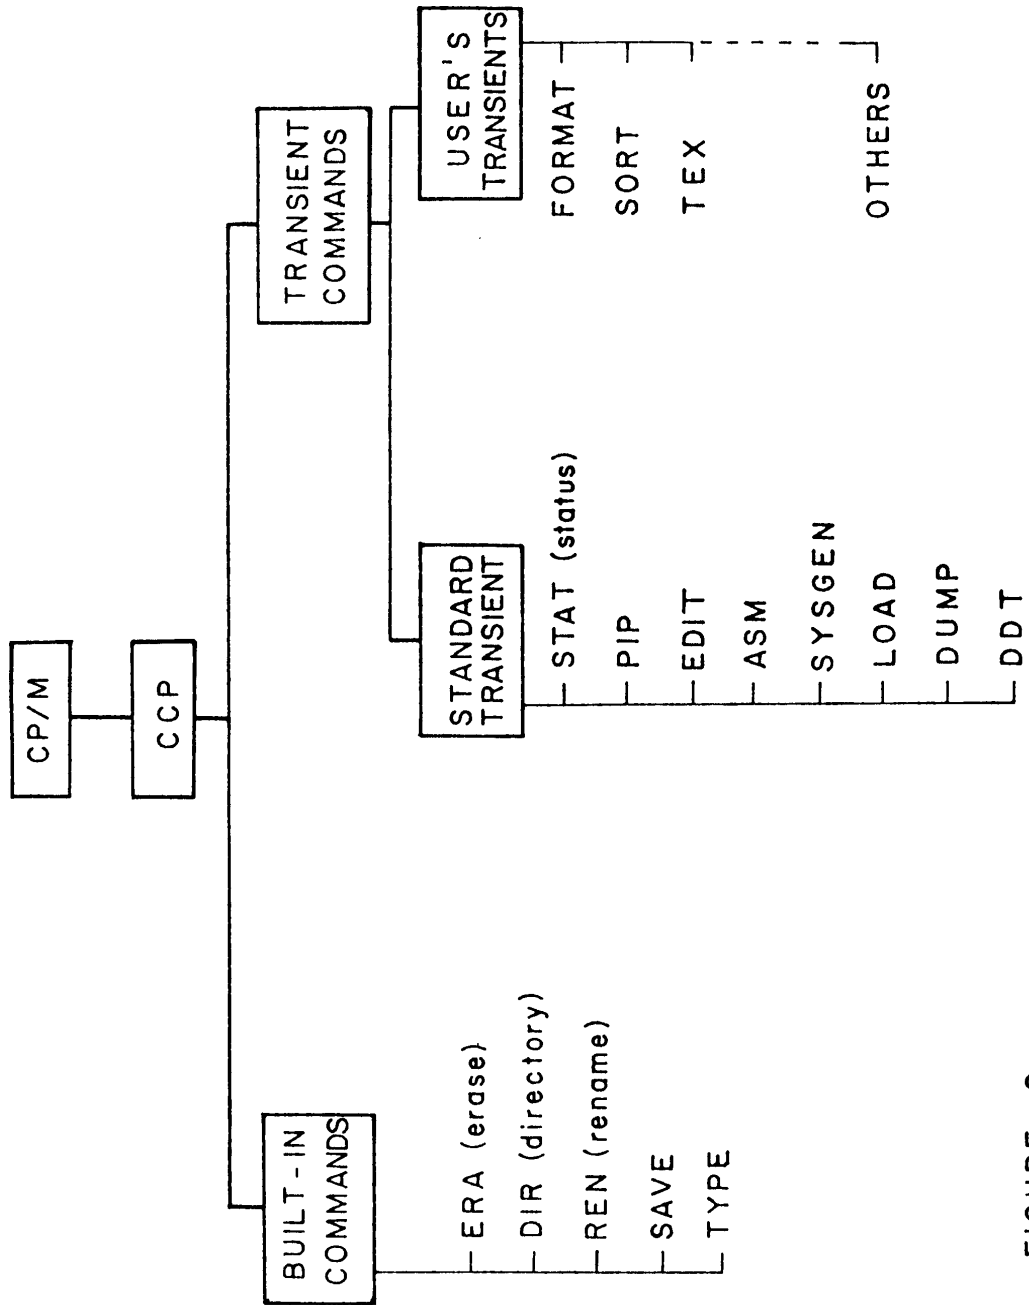 CP/M
CCP
BUILT-IN
COMMANDS
ERA (erase)
DIR (directory)
REN (rename)
SAVE
TYPE
TRANSIENT
COMMANDS
STANDARD
TRANSIENT
STAT (status)
PIP
EDIT
ASM
SYSGEN
LOAD
DUMP
DDT
USER'S
TRANSIENTS
FORMAT
SORT
TEX
OTHERS
FIGURE